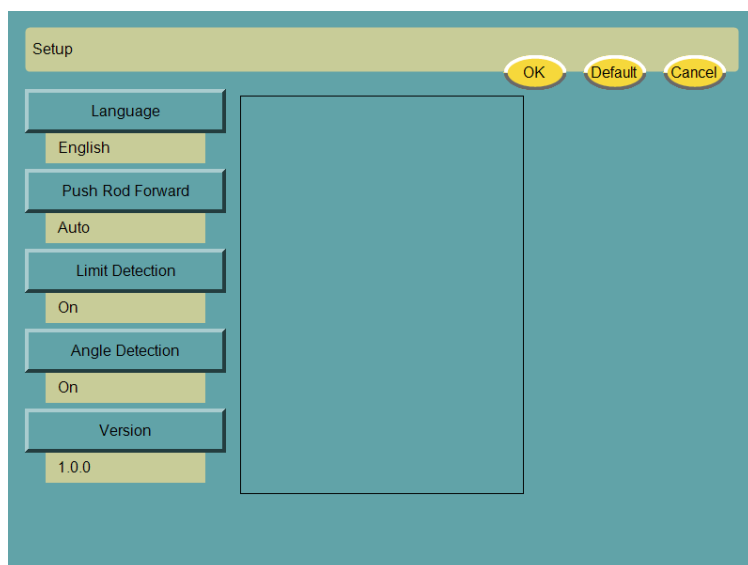 Setup
OK Default Cancel
Language
English
Push Rod Forward
Auto
Limit Detection
On
Angle Detection
On
Version
1.0.0